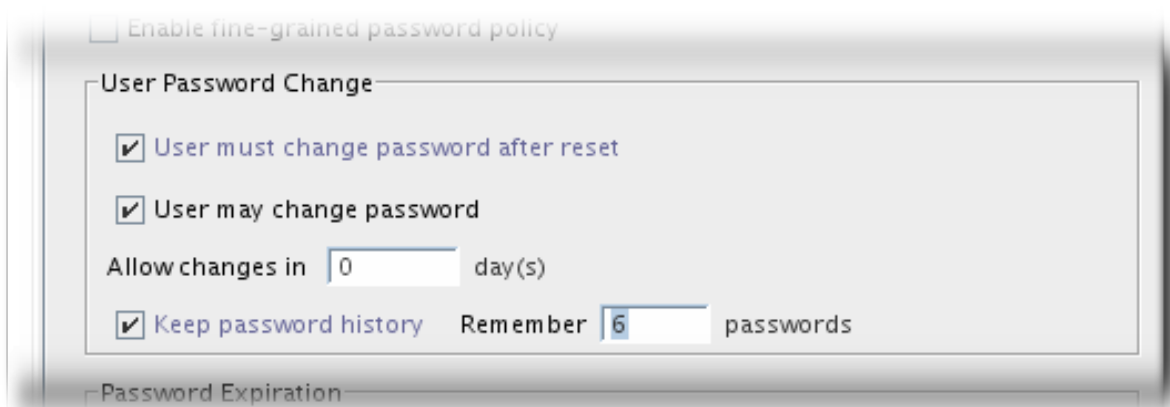 Enable fine-grained password policy
User Password Change
User must change password after reset
User may change password
Allow changes in 0 day(s)
Keep password history Remember 6 passwords
Password Expiration